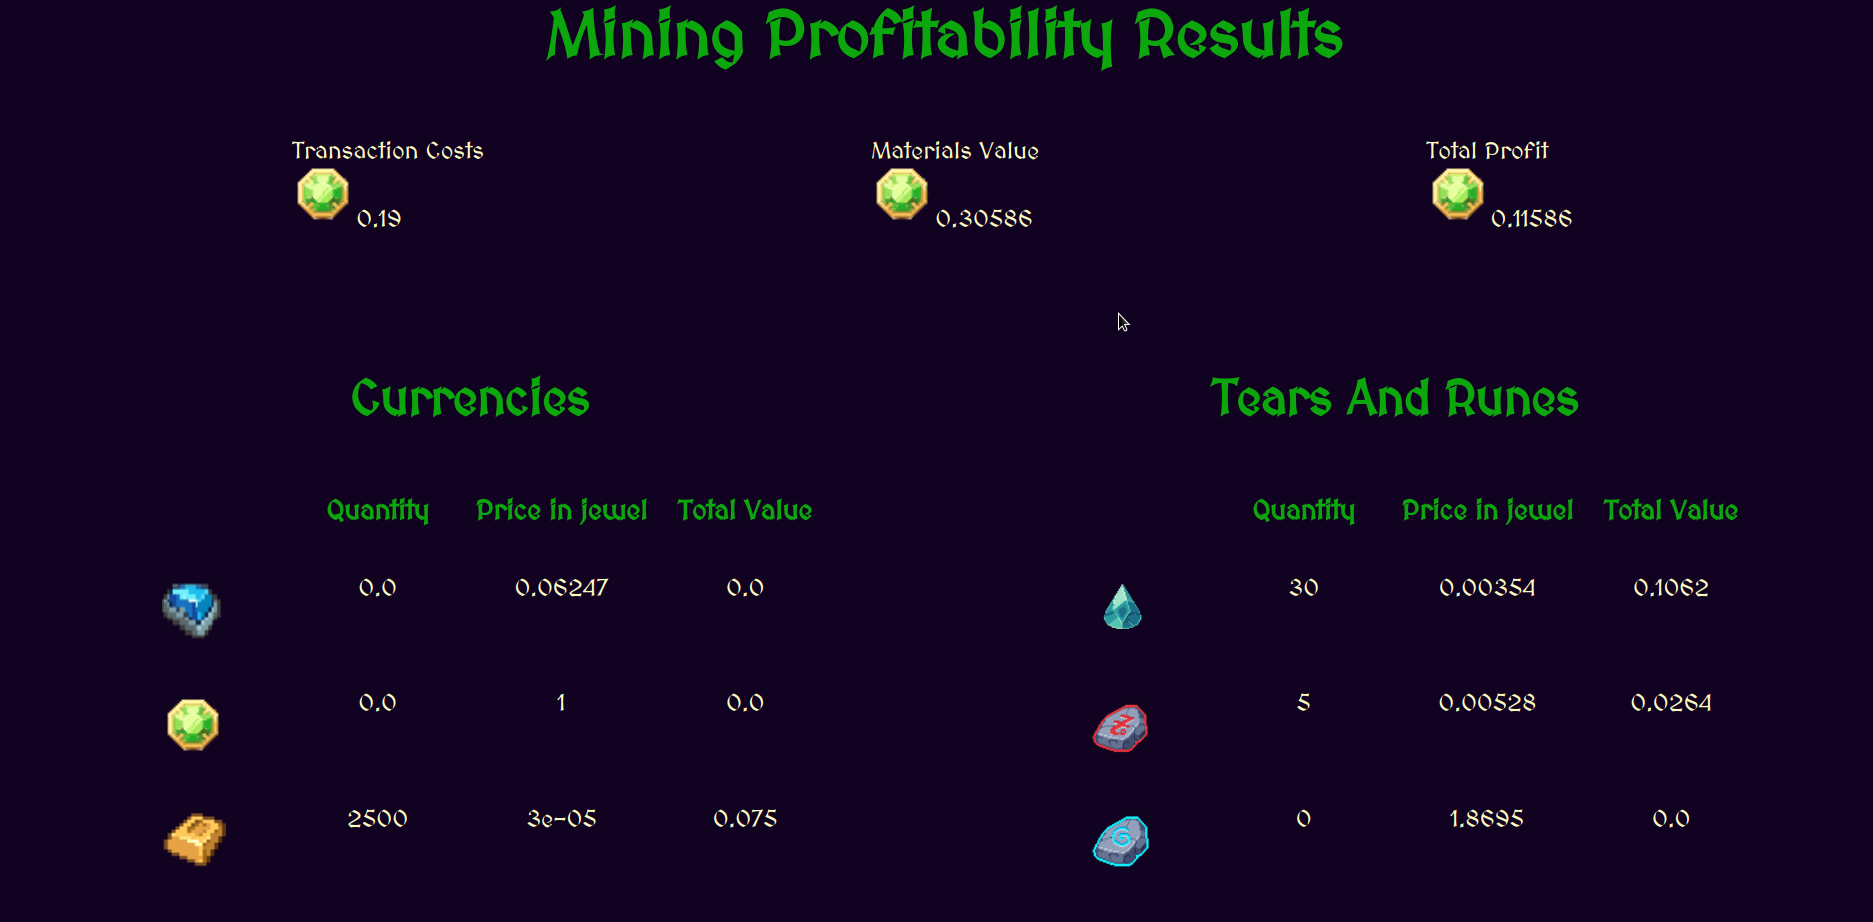 Mining Profitability Results
Transaction Costs Materials Value Total Profit
0.19 0.30586 0.11586
Currencies Tears And Runes
Quantity Price in jewel Total Value Quantity Price in jewel Total Value
0.0 0.06247 0.0 30 0.00354 0.1062
0.0 1 0.0 5 0.00528 0.0264
2500 3e-05 0.075 0 1.8695 0.0